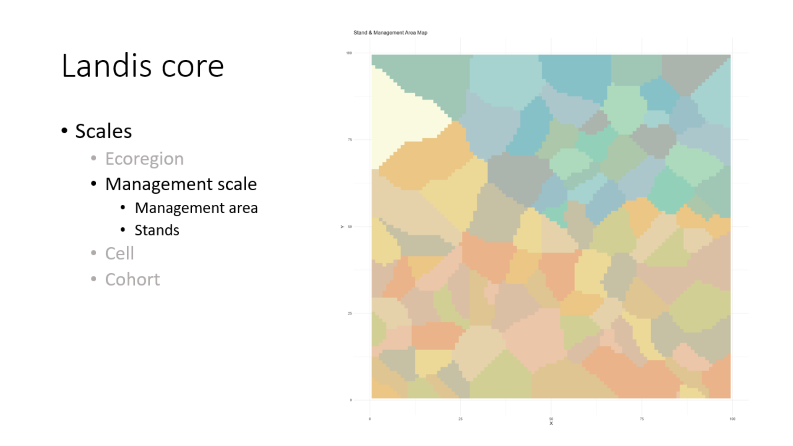 Landis core
• Scales
• Ecoregion
• Management scale
• Management area
• Stands
• Cell
• Cohort
Stand & Management Area Map
100
75
50
25
0
0
25
50
75
100
X